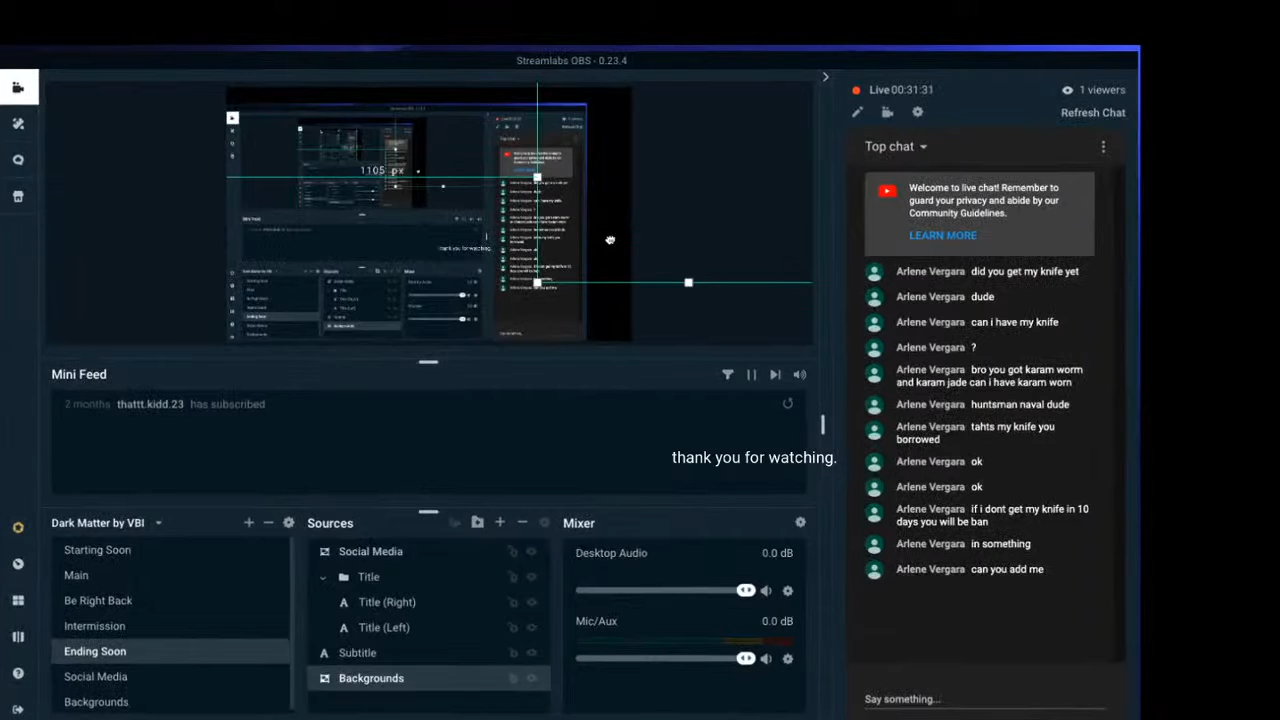 Streamlabs OBS - 0.23.4
Live 00:31:31
1 viewers
Refresh Chat
Top chat
Welcome to live chat! Remember to
guard your privacy and abide by our
Community Guidelines.
LEARN MORE
Arlene Vergara did you get my knife yet
Arlene Vergara dude
Arlene Vergara can i have my knife
Arlene Vergara ?
Arlene Vergara bro you got karam worm
and karam jade can i have karam worn
Arlene Vergara huntsman naval dude
Arlene Vergara tahts my knife you
borrowed
Arlene Vergara ok
Arlene Vergara ok
Arlene Vergara if i dont get my knife in 10
days you will be ban
Arlene Vergara in something
Arlene Vergara can you add me
Say something...
1105 px
thank you for watching.
Mini Feed
2 months thattt.kidd.23 has subscribed
thank you for watching.
Dark Matter by VBI
Starting Soon
Main
Be Right Back
Intermission
Ending Soon
Social Media
Backgrounds
Sources
Social Media
Title
Title (Right)
Title (Left)
Subtitle
Backgrounds
Mixer
Desktop Audio 0.0 dB
Mic/Aux 0.0 dB